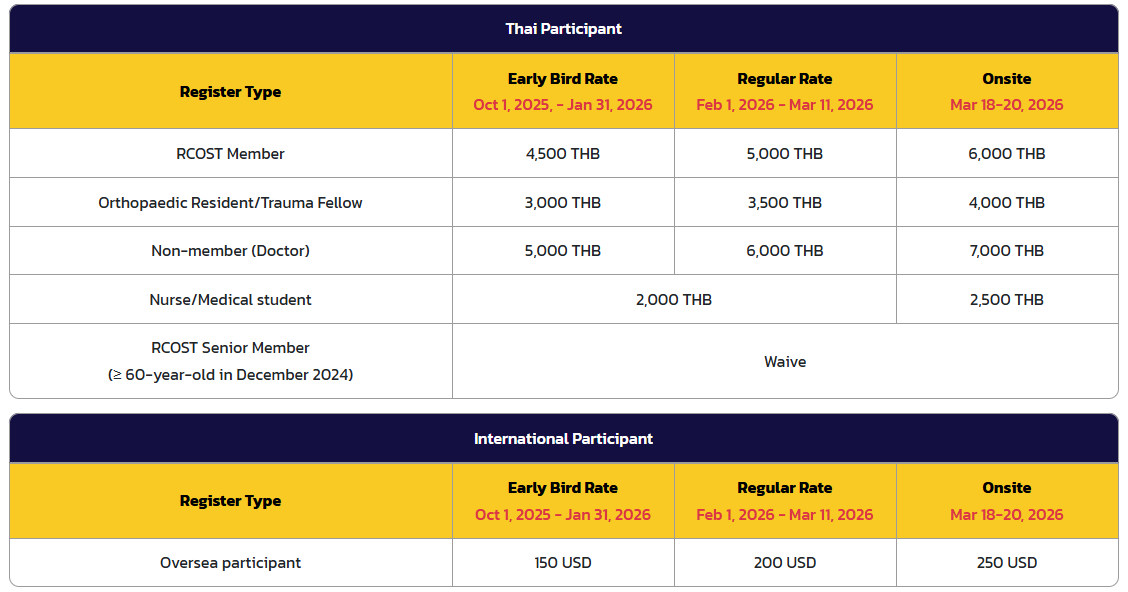 Thai Participant
Register Type
Early Bird Rate
Oct 1, 2025, - Jan 31, 2026
Regular Rate
Feb 1, 2026 - Mar 11, 2026
Onsite
Mar 18-20, 2026
RCOST Member
4,500 THB
5,000 THB
6,000 THB
Orthopaedic Resident/Trauma Fellow
3,000 THB
3,500 THB
4,000 THB
Non-member (Doctor)
5,000 THB
6,000 THB
7,000 THB
Nurse/Medical student
2,000 THB
2,500 THB
RCOST Senior Member
(≥ 60-year-old in December 2024)
Waive
International Participant
Register Type
Early Bird Rate
Oct 1, 2025 - Jan 31, 2026
Regular Rate
Feb 1, 2026 - Mar 11, 2026
Onsite
Mar 18-20, 2026
Oversea participant
150 USD
200 USD
250 USD